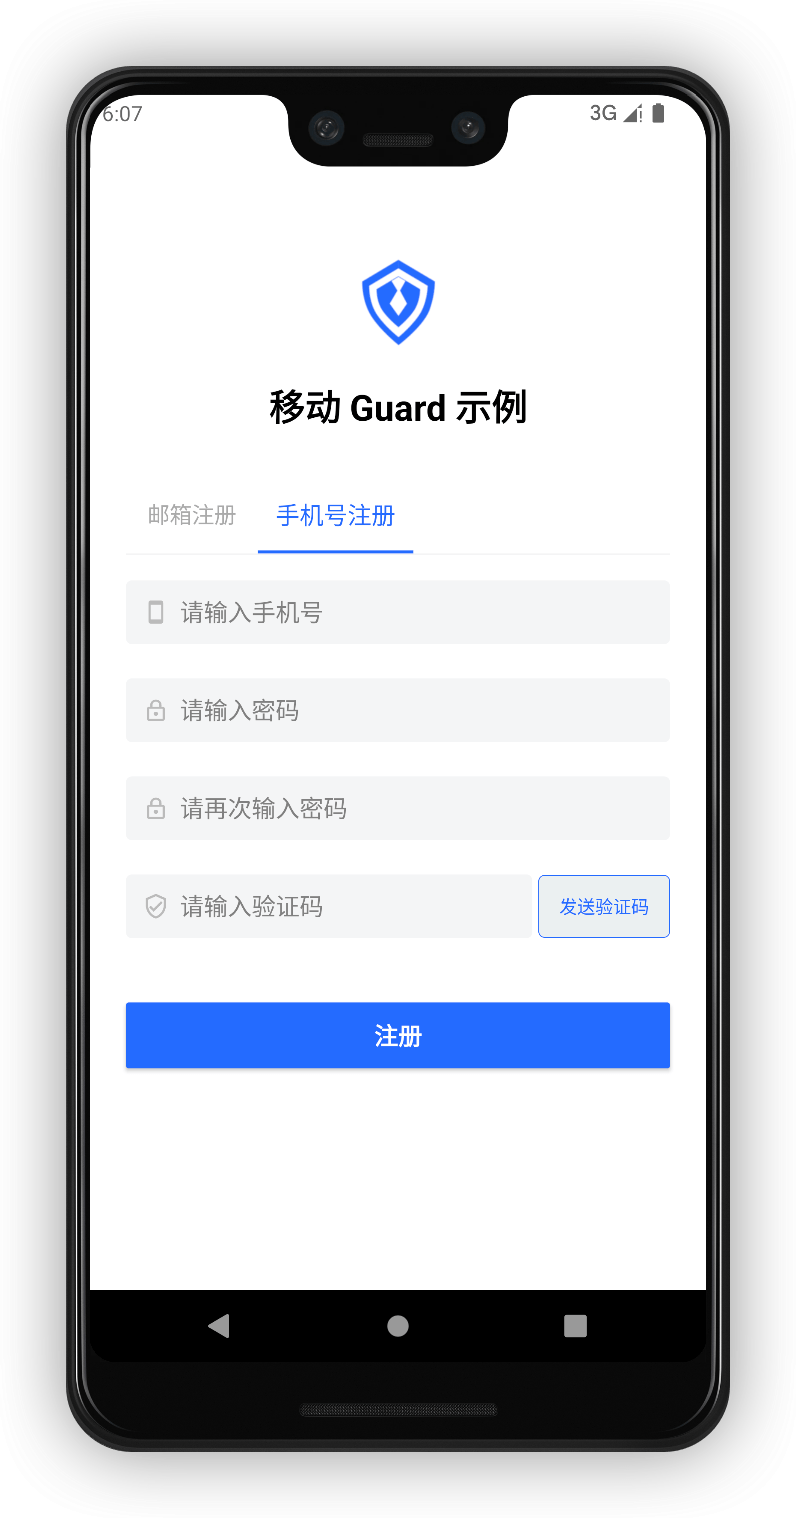 6:07
3G
移动 Guard 示例
邮箱注册 手机号注册
请输入手机号
请输入密码
请再次输入密码
请输入验证码 发送验证码
注册